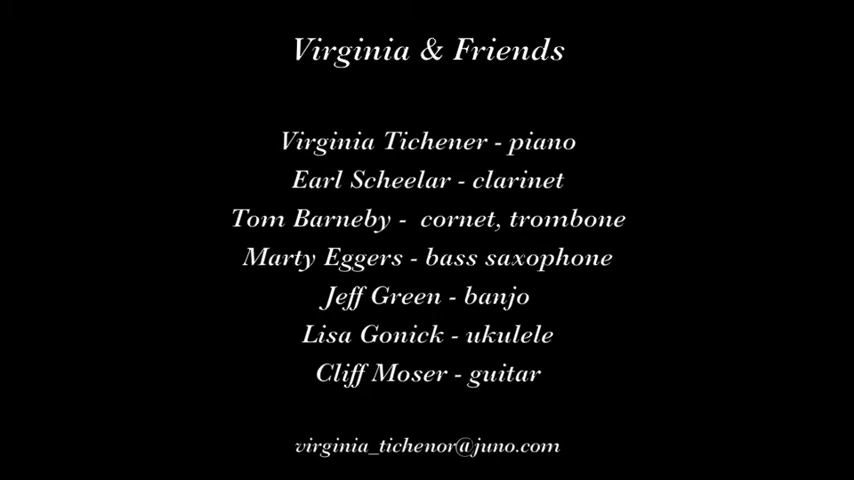 Virginia & Friends
Virginia Tichener - piano
Earl Scheelar - clarinet
Tom Barneby - cornet, trombone
Marty Eggers - bass saxophone
Jeff Green - banjo
Lisa Gonick - ukulele
Cliff Moser - guitar
virginia_tichenor@juno.com